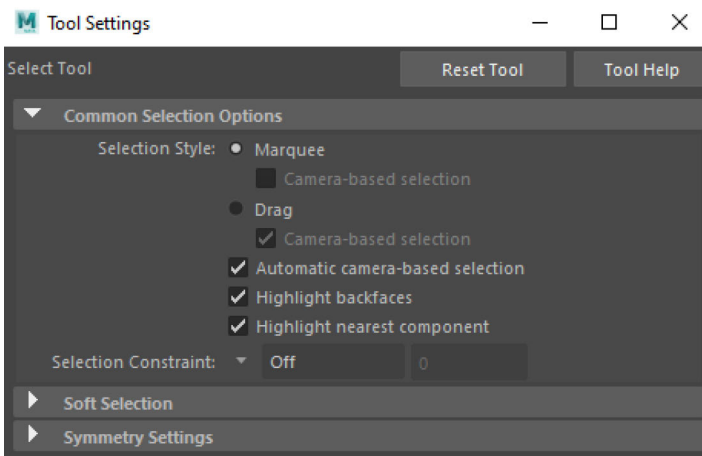 Tool Settings
Select Tool Reset Tool Tool Help
Common Selection Options
Selection Style: Marquee
Camera-based selection
Drag
Camera-based selection
Automatic camera-based selection
Highlight backfaces
Highlight nearest component
Selection Constraint: Off 0
Soft Selection
Symmetry Settings